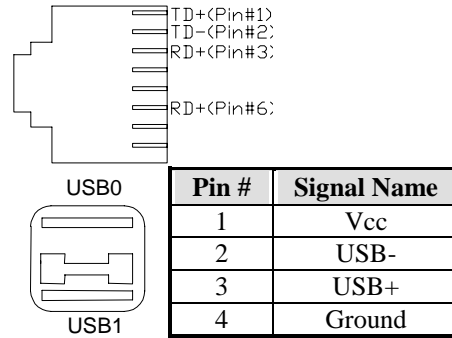 TD+(Pin#1)
TD-(Pin#2)
RD+(Pin#3)
RD+(Pin#6)
USB0
Pin # Signal Name
1 Vcc
2 USB-
3 USB+
4 Ground
USB1